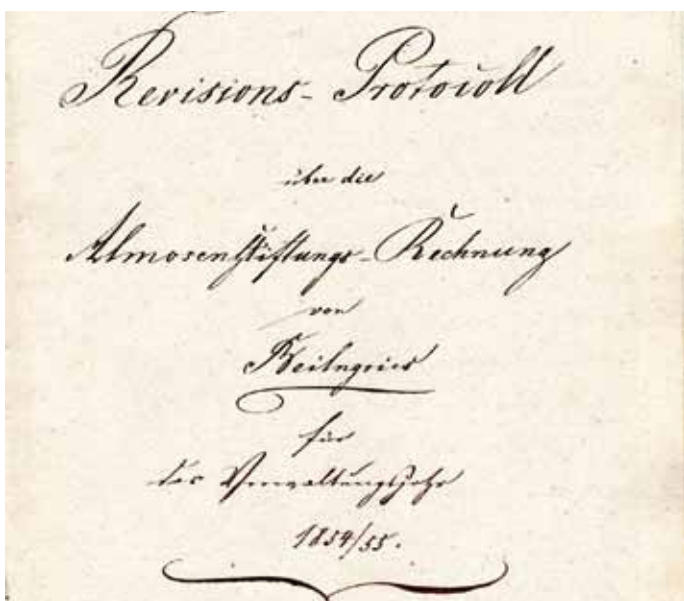 Revisions-Protocoll
über die
Almosenstiftungs-Rechnung
von
Beilngries
für
das Verwaltungsjahr
1854/55.